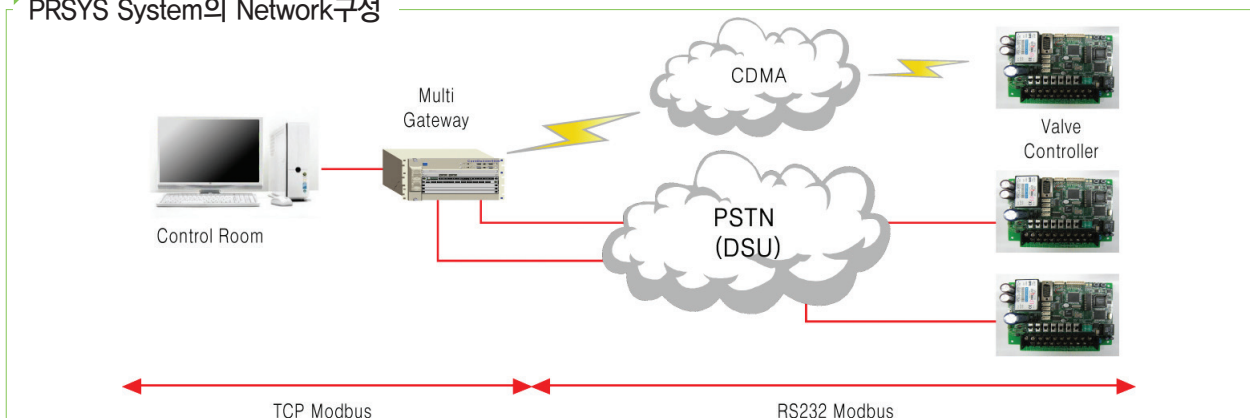 PRSYS System의 Network구성
CDMA
Multi
Gateway
Valve
Controller
PSTN
(DSU)
Control Room
TCP Modbus
RS232 Modbus